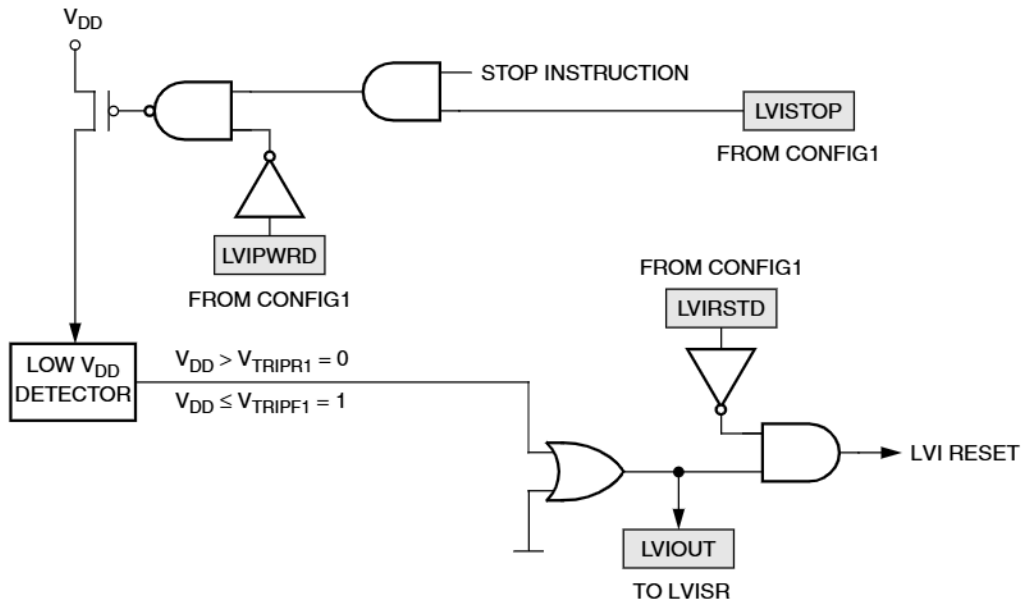 VDD
STOP INSTRUCTION
LVISTOP
FROM CONFIG1
LVIPWRD
FROM CONFIG1
FROM CONFIG1
LVIRSTD
LOW VDD
DETECTOR
VDD > VTRIPR1 = 0
VDD ≤ VTRIPF1 = 1
LVI RESET
LVIOUT
TO LVISR